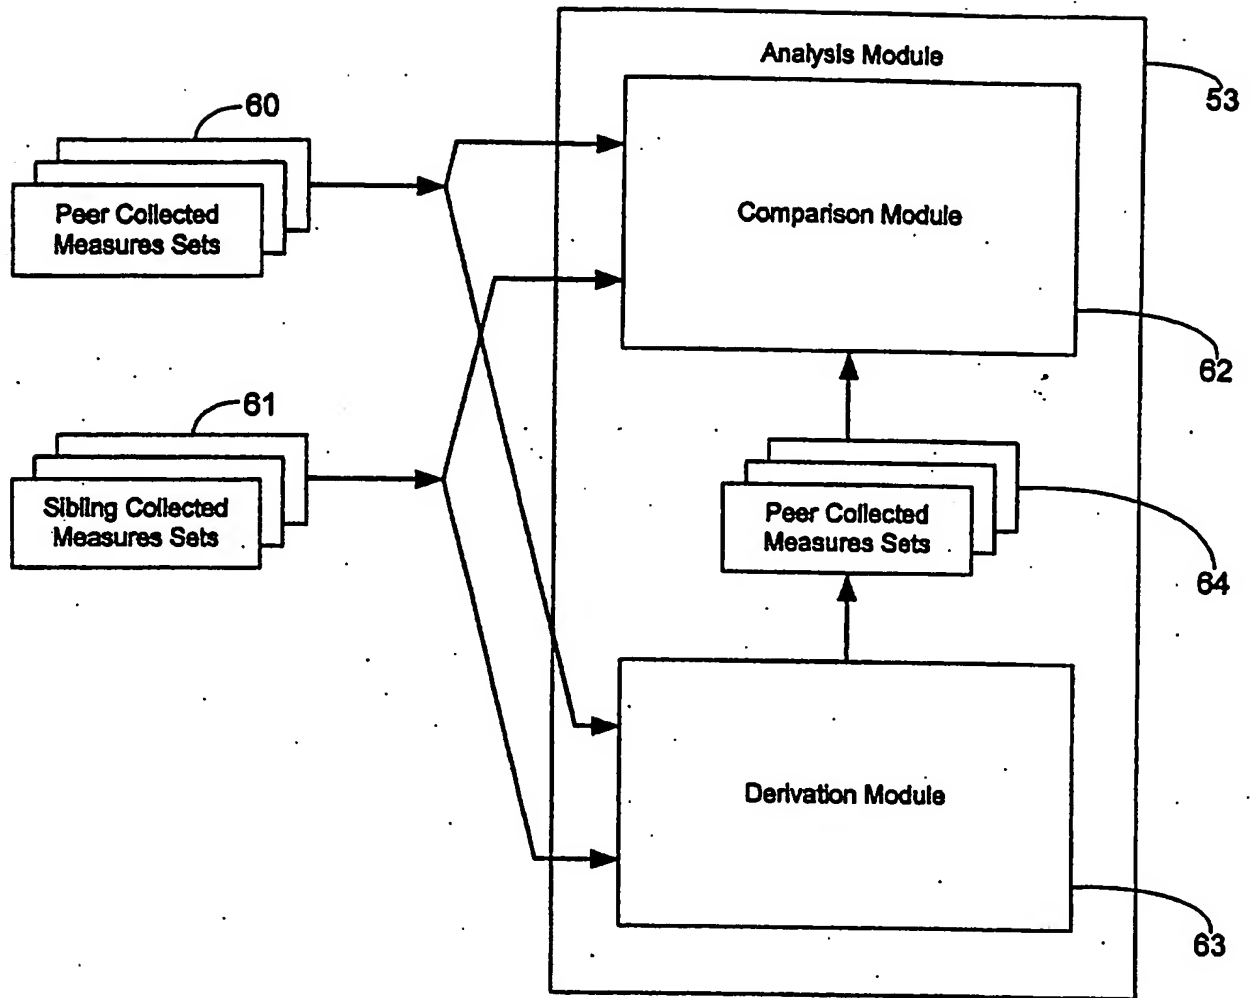 Analysis Module
53
60
Peer Collected
Measures Sets
Comparison Module
62
61
Sibling Collected
Measures Sets
Peer Collected
Measures Sets
64
Derivation Module
63